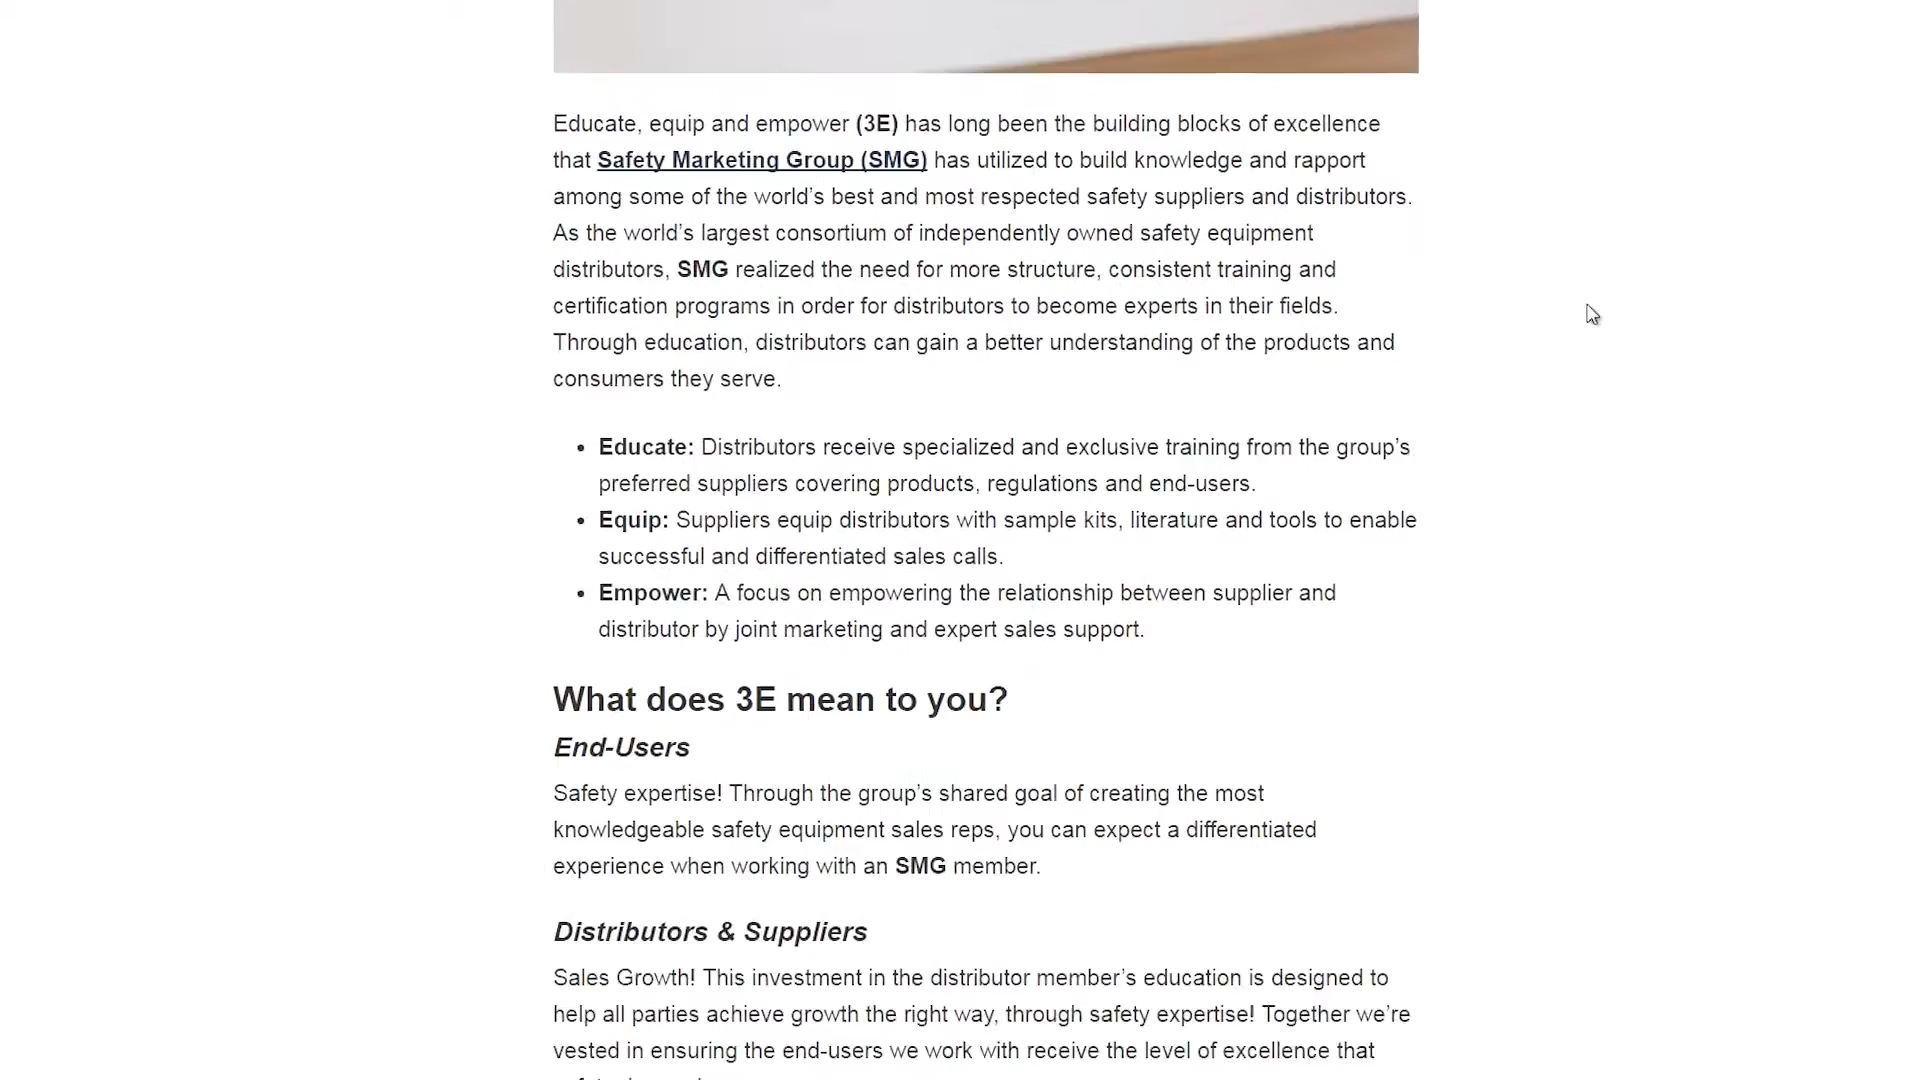 Educate, equip and empower (3E) has long been the building blocks of excellence
that Safety Marketing Group (SMG) has utilized to build knowledge and rapport
among some of the world’s best and most respected safety suppliers and distributors.
As the world’s largest consortium of independently owned safety equipment
distributors, SMG realized the need for more structure, consistent training and
certification programs in order for distributors to become experts in their fields.
Through education, distributors can gain a better understanding of the products and
consumers they serve.
• Educate: Distributors receive specialized and exclusive training from the group’s
preferred suppliers covering products, regulations and end-users.
• Equip: Suppliers equip distributors with sample kits, literature and tools to enable
successful and differentiated sales calls.
• Empower: A focus on empowering the relationship between supplier and
distributor by joint marketing and expert sales support.
What does 3E mean to you?
End-Users
Safety expertise! Through the group’s shared goal of creating the most
knowledgeable safety equipment sales reps, you can expect a differentiated
experience when working with an SMG member.
Distributors & Suppliers
Sales Growth! This investment in the distributor member’s education is designed to
help all parties achieve growth the right way, through safety expertise! Together we’re
vested in ensuring the end-users we work with receive the level of excellence that